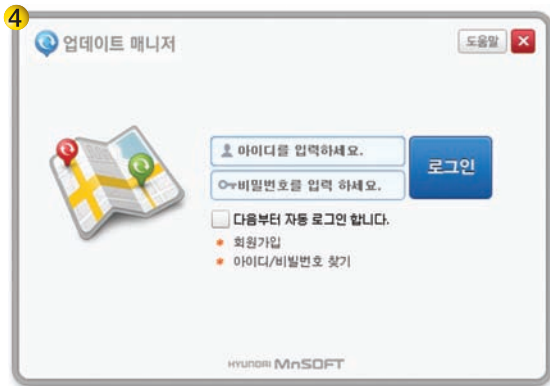 4
업데이트 매니저
도움말
아이디를 입력하세요.
비밀번호를 입력 하세요.
로그인
다음부터 자동 로그인 합니다.
회원가입
아이디/비밀번호 찾기
HYUNDAI MnSOFT